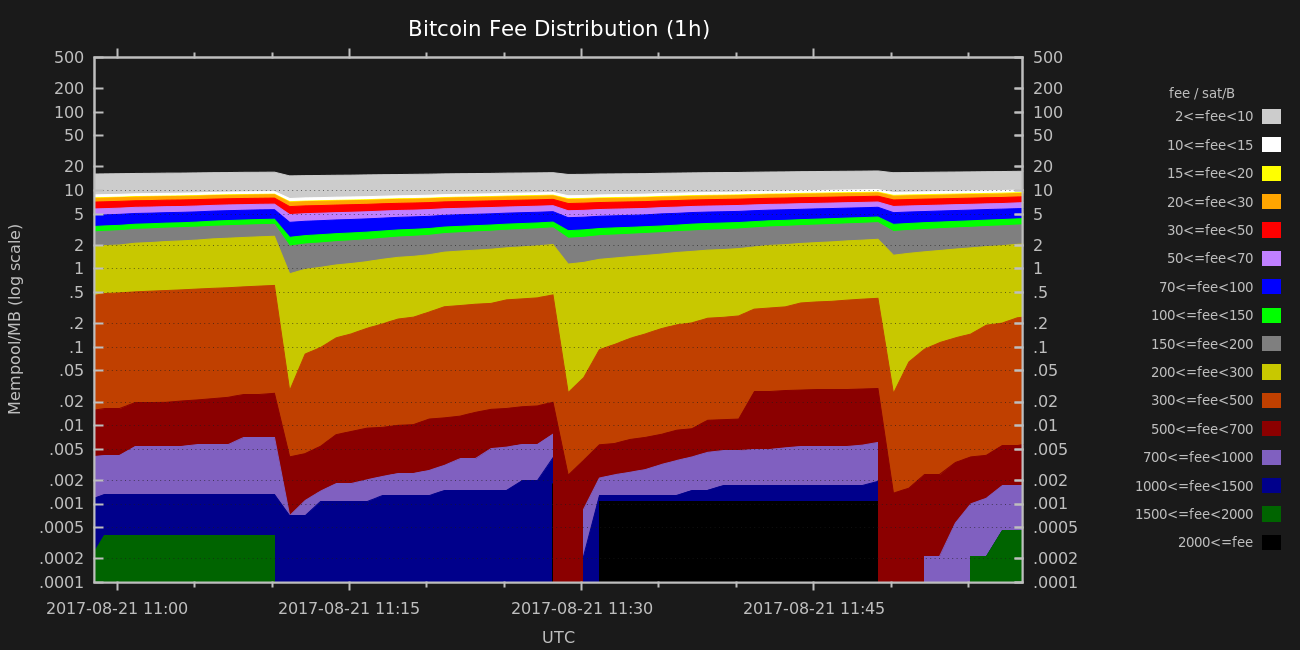 Bitcoin Fee Distribution (1h)
Mempool/MB (log scale)
500
200
100
50
20
10
5
2
1
.5
.2
.1
.05
.02
.01
.005
.002
.001
.0005
.0002
.0001
500
200
100
50
20
10
5
2
1
.5
.2
.1
.05
.02
.01
.005
.002
.001
.0005
.0002
.0001
2017-08-21 11:00 2017-08-21 11:15 2017-08-21 11:30 2017-08-21 11:45
UTC
fee / sat/B
2<=fee<10
10<=fee<15
15<=fee<20
20<=fee<30
30<=fee<50
50<=fee<70
70<=fee<100
100<=fee<150
150<=fee<200
200<=fee<300
300<=fee<500
500<=fee<700
700<=fee<1000
1000<=fee<1500
1500<=fee<2000
2000<=fee